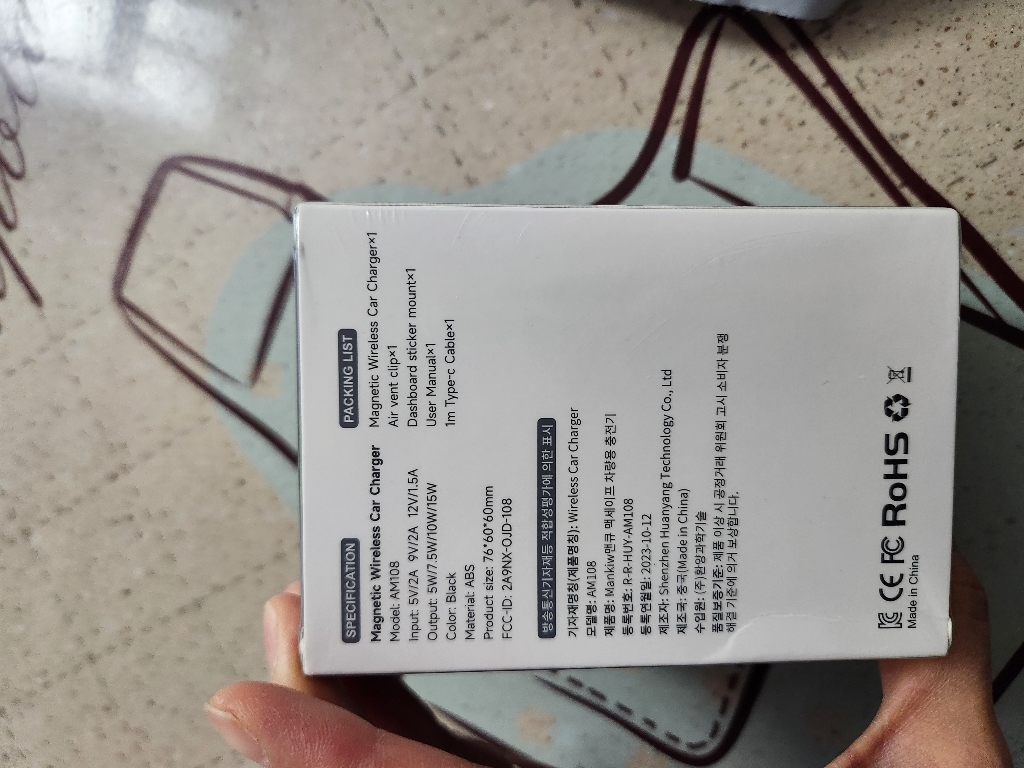 SPECIFICATION
Magnetic Wireless Car Charger
Model: AM108
Input: 5V/2A 9V/2A 12V/1.5A
Output: 5W/7.5W/10W/15W
Color: Black
Material: ABS
Product size: 76*60*60mm
FCC-ID: 2A9NX-OJD-108
PACKING LIST
Magnetic Wireless Car Charger×1
Air vent clip×1
Dashboard sticker mount×1
User Manual×1
1m Type-c Cable×1
방송통신기자재등 적합성평가에 의한 표시
기자재명칭(제품명칭): Wireless Car Charger
모델명: AM108
제품명: Mankiw맨큐 맥세이프 차량용 충전기
등록번호: R-R-HUY-AM108
등록연월일: 2023-10-12
제조자: Shenzhen Huanyang Technology Co., Ltd
제조국: 중국(Made in China)
수입원: (주)환양과학기술
품질보증기준: 제품 이상 시 공정거래 위원회 고시 소비자 분쟁
해결 기준에 의거 보상합니다.
CE FC RoHS
Made in China